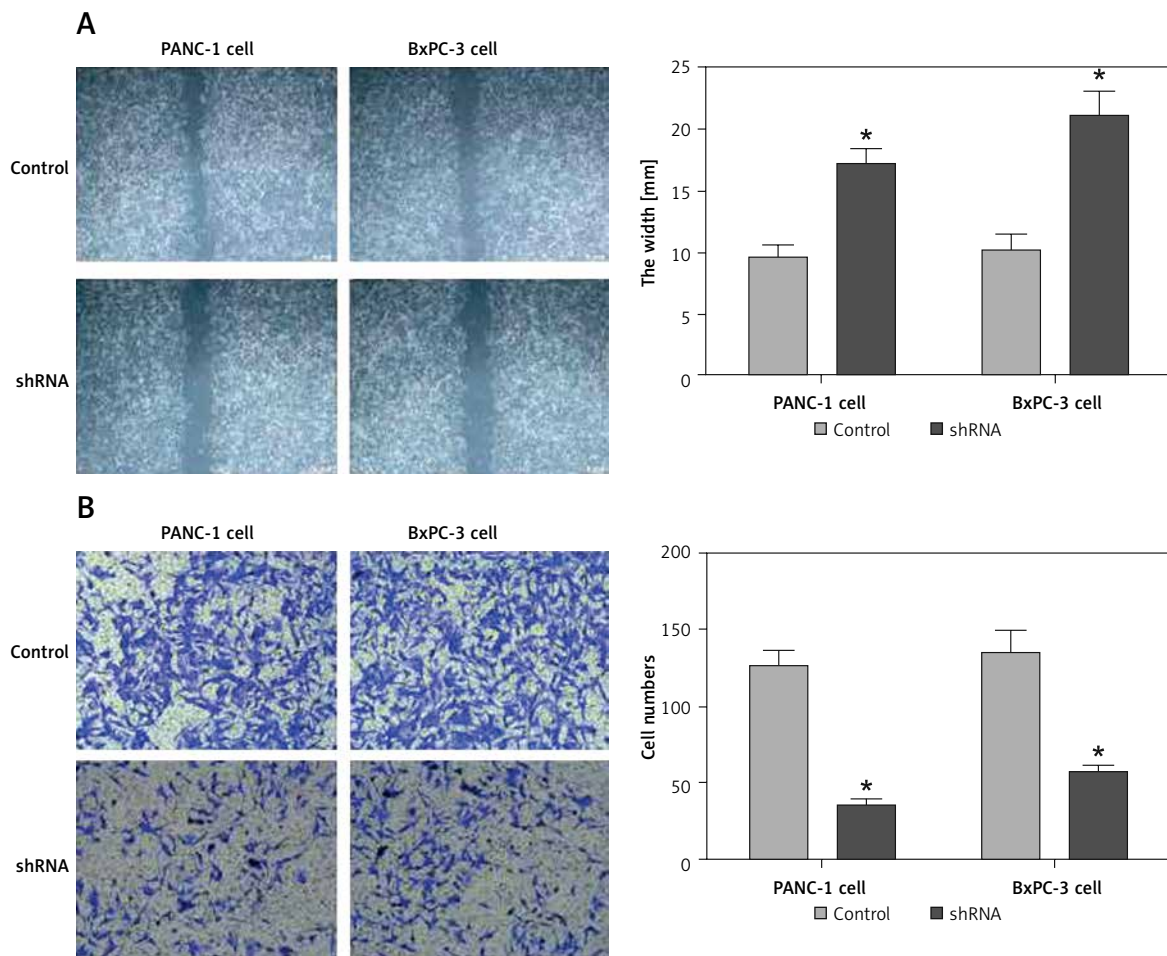 A
PANC-1 cell
BxPC-3 cell
Control
shRNA
The width [mm]
25
20
15
10
5
0
*
*
PANC-1 cell
BxPC-3 cell
Control
shRNA
B
PANC-1 cell
BxPC-3 cell
Control
shRNA
Cell numbers
200
150
100
50
0
*
*
PANC-1 cell
BxPC-3 cell
Control
shRNA